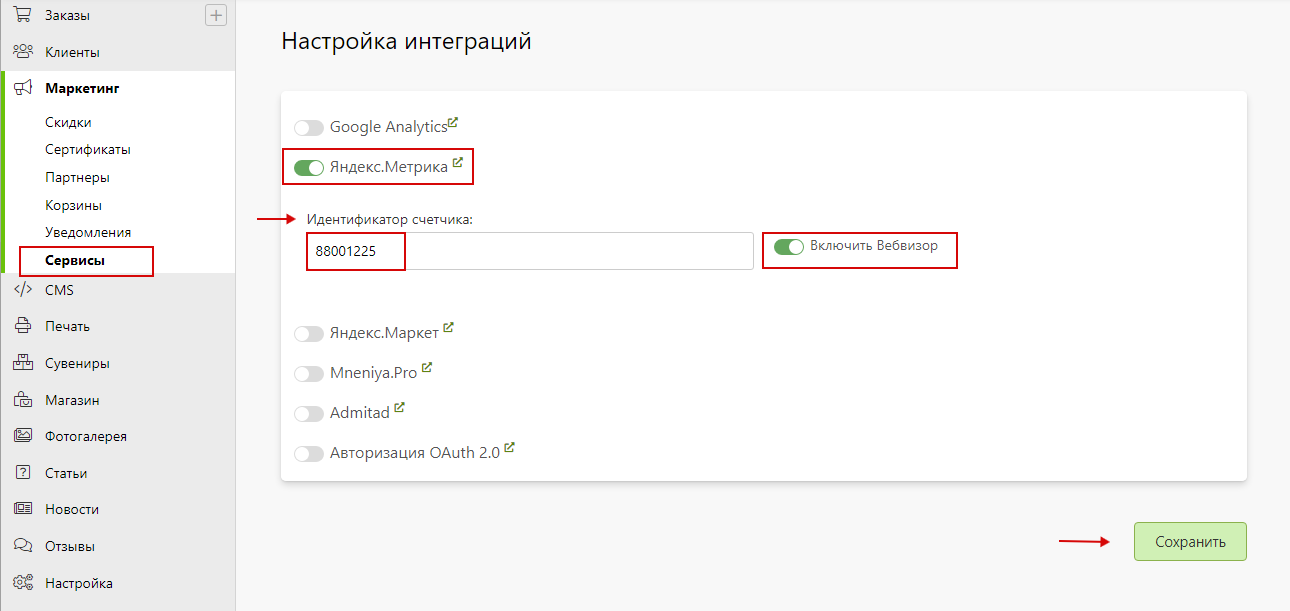 Заказы
Клиенты
Маркетинг
Скидки
Сертификаты
Партнеры
Корзины
Уведомления
Сервисы
CMS
Печать
Сувениры
Магазин
Фотогалерея
Статьи
Новости
Отзывы
Настройка
Настройка интеграций
Google Analytics
Яндекс.Метрика
Идентификатор счетчика:
88001225
Включить Вебвизор
Яндекс.Маркет
Mneniya.Pro
Admitad
Авторизация OAuth 2.0
Сохранить